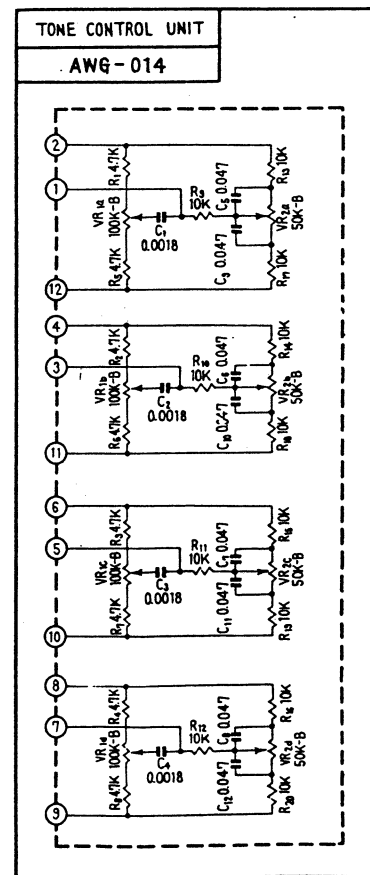 TONE CONTROL UNIT
AWG-014
2
R1 4.7K
R13 10K
1
VR1a 100K-B
C1 0.0018
R9 10K
C5 0.047
C3 0.047
VR2a 50K-B
R5 4.7K
R17 10K
12
4
R2 4.7K
R14 10K
3
VR1b 100K-B
C2 0.0018
R10 10K
C6 0.047
C10 0.047
VR2b 50K-B
R6 4.7K
R18 10K
11
6
R3 4.7K
R15 10K
5
VR1c 100K-B
C3 0.0018
R11 10K
C7 0.047
C11 0.047
VR2c 50K-B
R7 4.7K
R19 10K
10
8
R4 4.7K
R16 10K
7
VR1d 100K-B
C4 0.0018
R12 10K
C8 0.047
C12 0.047
VR2d 50K-B
R8 4.7K
R20 10K
9